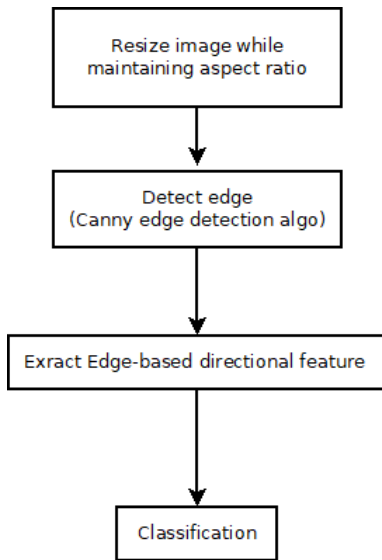 Resize image while
maintaining aspect ratio
Detect edge
(Canny edge detection algo)
Exract Edge-based directional feature
Classification